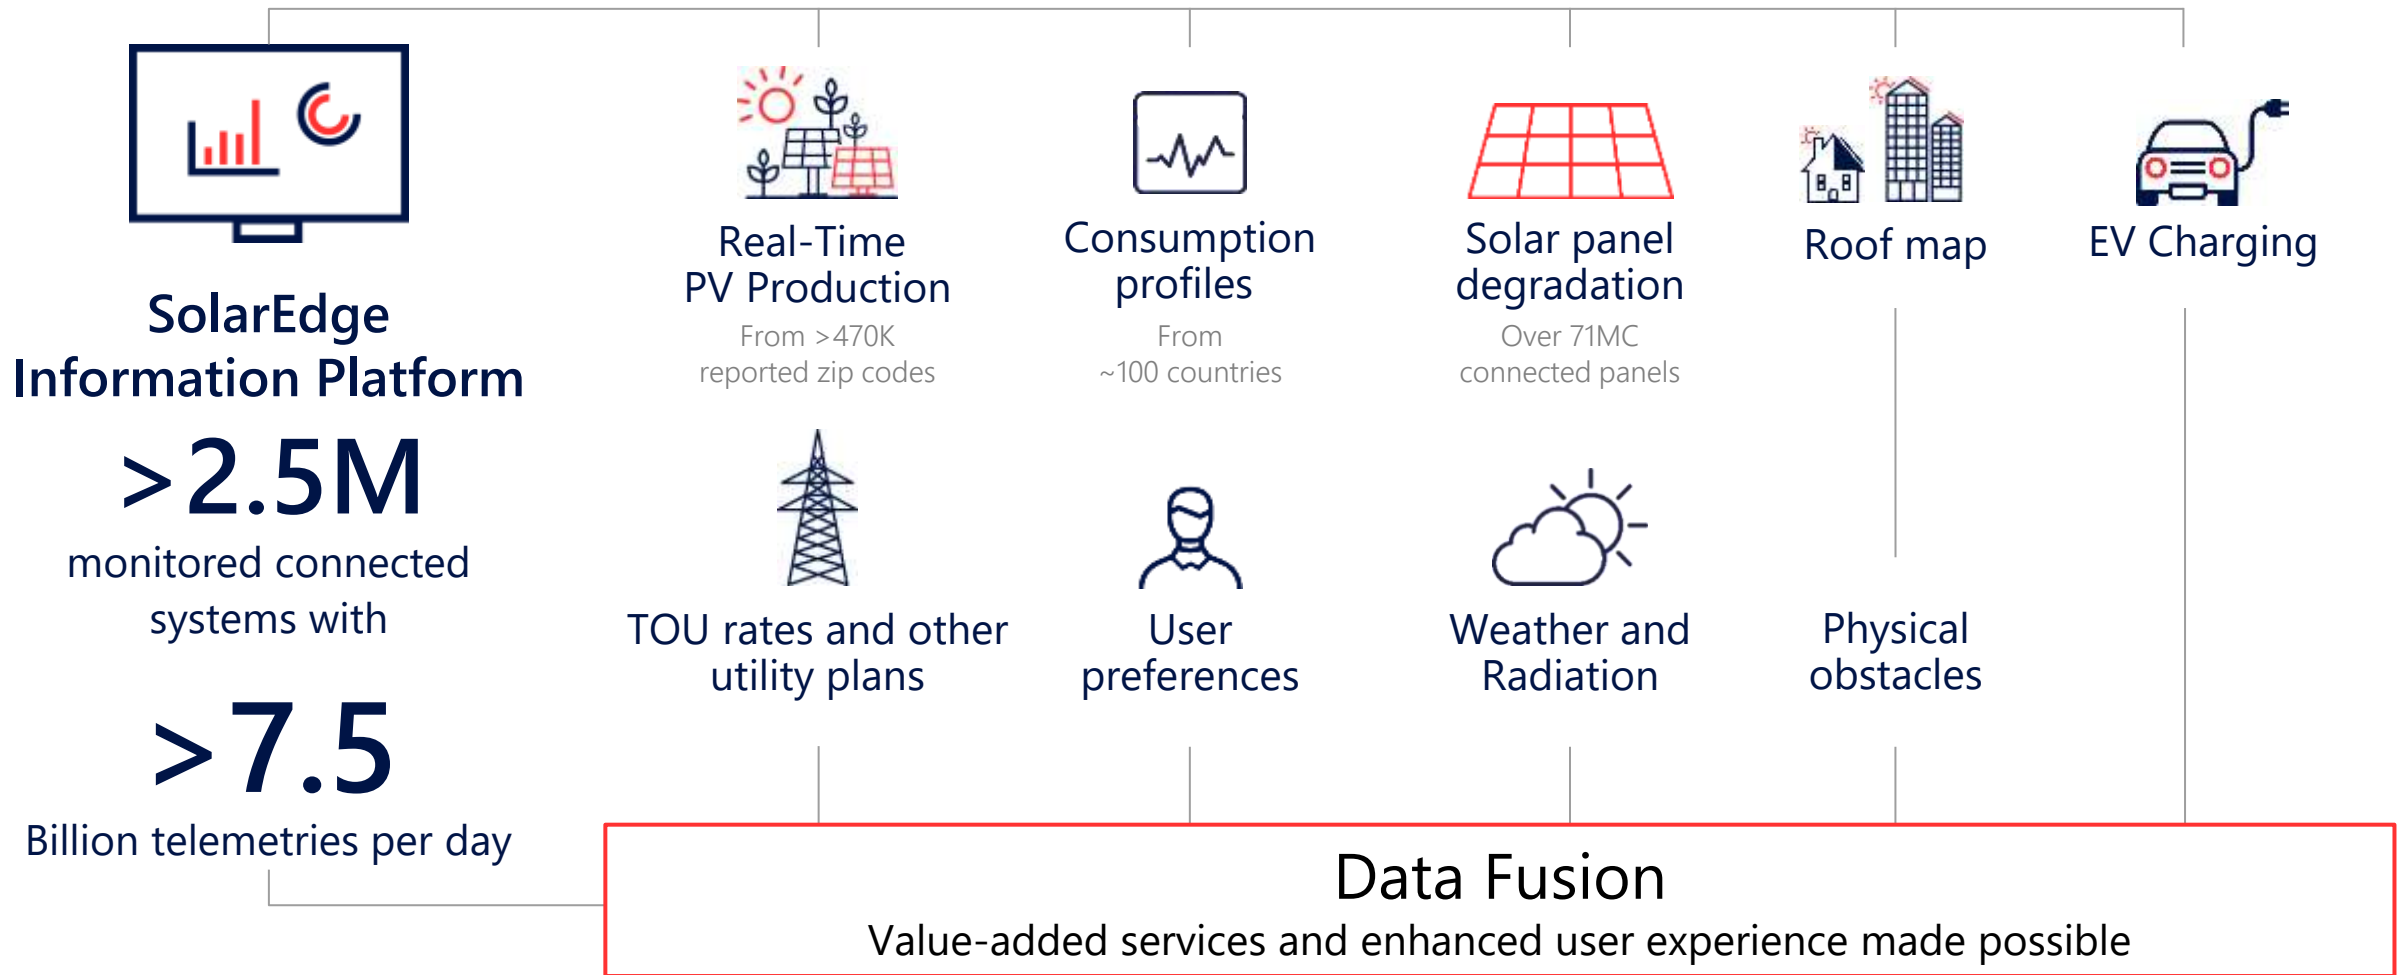 SolarEdge
Information Platform
>2.5M
monitored connected
systems with
>7.5
Billion telemetries per day
Real-Time
PV Production
From >470K
reported zip codes
Consumption
profiles
From
~100 countries
Solar panel
degradation
Over 71MC
connected panels
Roof map
EV Charging
TOU rates and other
utility plans
User
preferences
Weather and
Radiation
Physical
obstacles
Data Fusion
Value-added services and enhanced user experience made possible